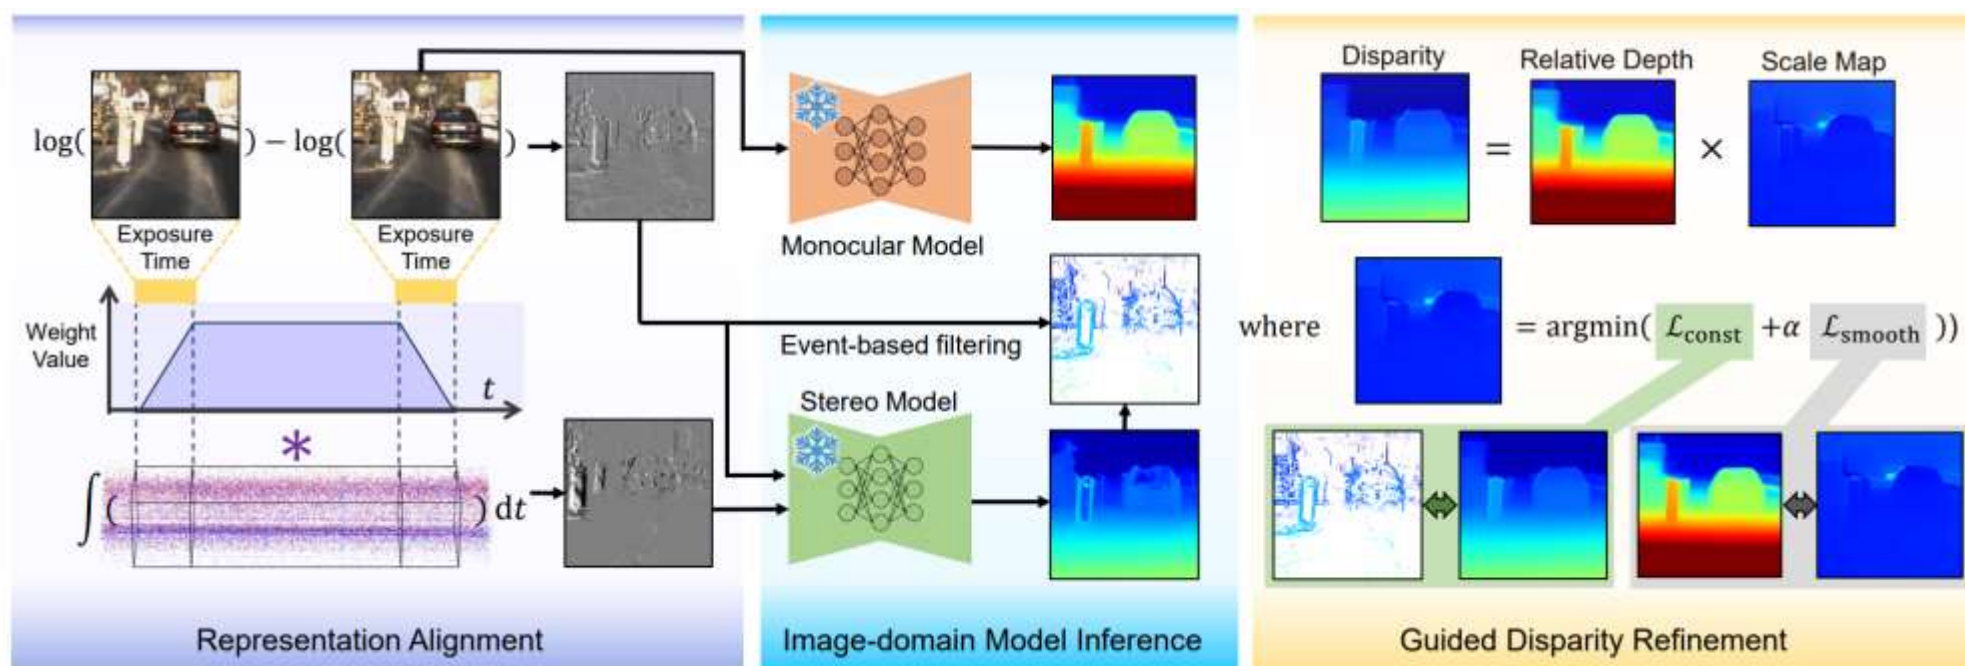 log( ) − log( )
Exposure
Time
Exposure
Time
Weight
Value
t
*
∫ ( ) dt
Representation Alignment
Monocular Model
Event-based filtering
Stereo Model
Image-domain Model Inference
Disparity
Relative Depth
Scale Map
= ×
where = argmin( ℒconst +α ℒsmooth ))
Guided Disparity Refinement